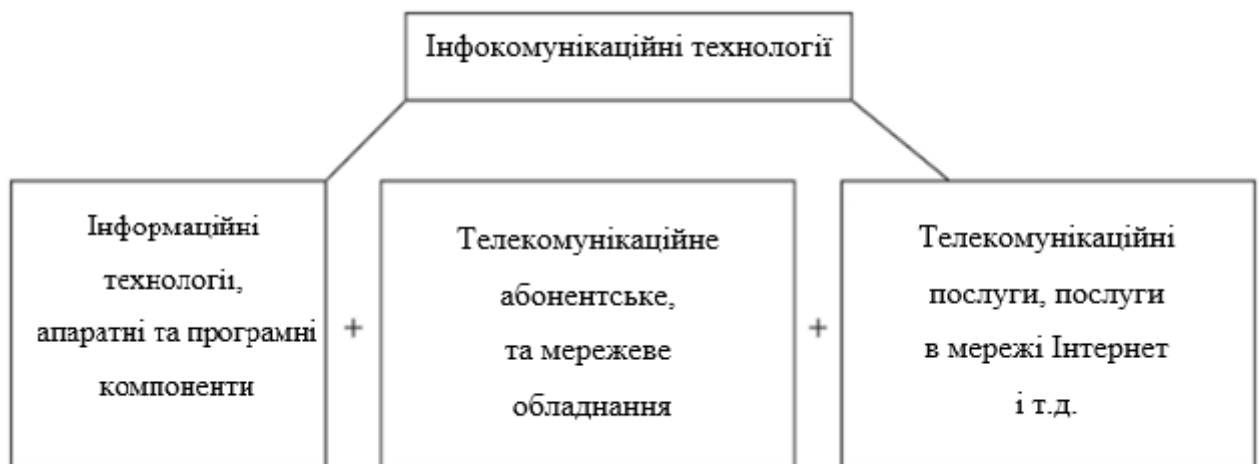 Інфокомунікаційні технології
Інформаційні
технології,
апаратні та програмні
компоненти
+
Телекомунікаційне
абонентське,
та мережеве
обладнання
+
Телекомунікаційні
послуги, послуги
в мережі Інтернет
і т.д.